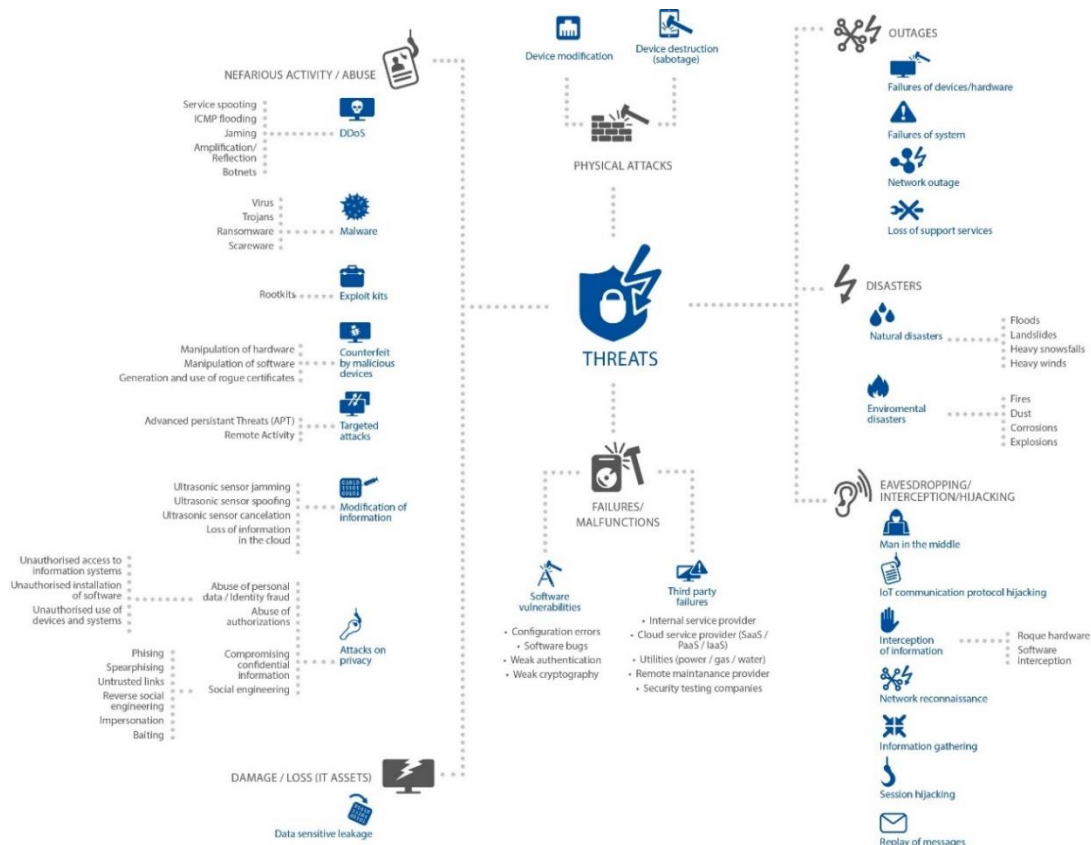 NEFARIOUS ACTIVITY / ABUSE
Service spooting
ICMP flooding
Jaming
Amplification/
Reflection
Botnets
DDoS
Virus
Trojans
Ransomware
Scareware
Malware
Rootkits
Exploit kits
Manipulation of hardware
Manipulation of software
Generation and use of rogue certificates
Counterfeit
by malicious
devices
Advanced persistant Threats (APT)
Remote Activity
Targeted
attacks
Ultrasonic sensor jamming
Ultrasonic sensor spoofing
Ultrasonic sensor cancelation
Loss of information
in the cloud
Modification of
information
Unauthorised access to
information systems
Unauthorised installation
of software
Unauthorised use of
devices and systems
Abuse of personal
data / Identity fraud
Abuse of
authorizations
Attacks on
privacy
Compromising
confidential
information
Social engineering
Phising
Spearphising
Untrusted links
Reverse social
engineering
Impersonation
Baiting
DAMAGE / LOSS (IT ASSETS)
Data sensitive leakage
Device modification
Device destruction
(sabotage)
PHYSICAL ATTACKS
THREATS
FAILURES/
MALFUNCTIONS
Software
vulnerabilities
• Configuration errors
• Software bugs
• Weak authentication
• Weak cryptography
Third party
failures
• Internal service provider
• Cloud service provider (SaaS /
PaaS / IaaS)
• Utilities (power / gas / water)
• Remote maintanance provider
• Security testing companies
OUTAGES
Failures of devices/hardware
Failures of system
Network outage
Loss of support services
DISASTERS
Natural disasters
Floods
Landslides
Heavy snowfalls
Heavy winds
Enviromental
disasters
Fires
Dust
Corrosions
Explosions
EAVESDROPPING/
INTERCEPTION/HIJACKING
Man in the middle
IoT communication protocol hijacking
Interception
of information
Roque hardware
Software
interception
Network reconnaissance
Information gathering
Session hijacking
Replay of messages